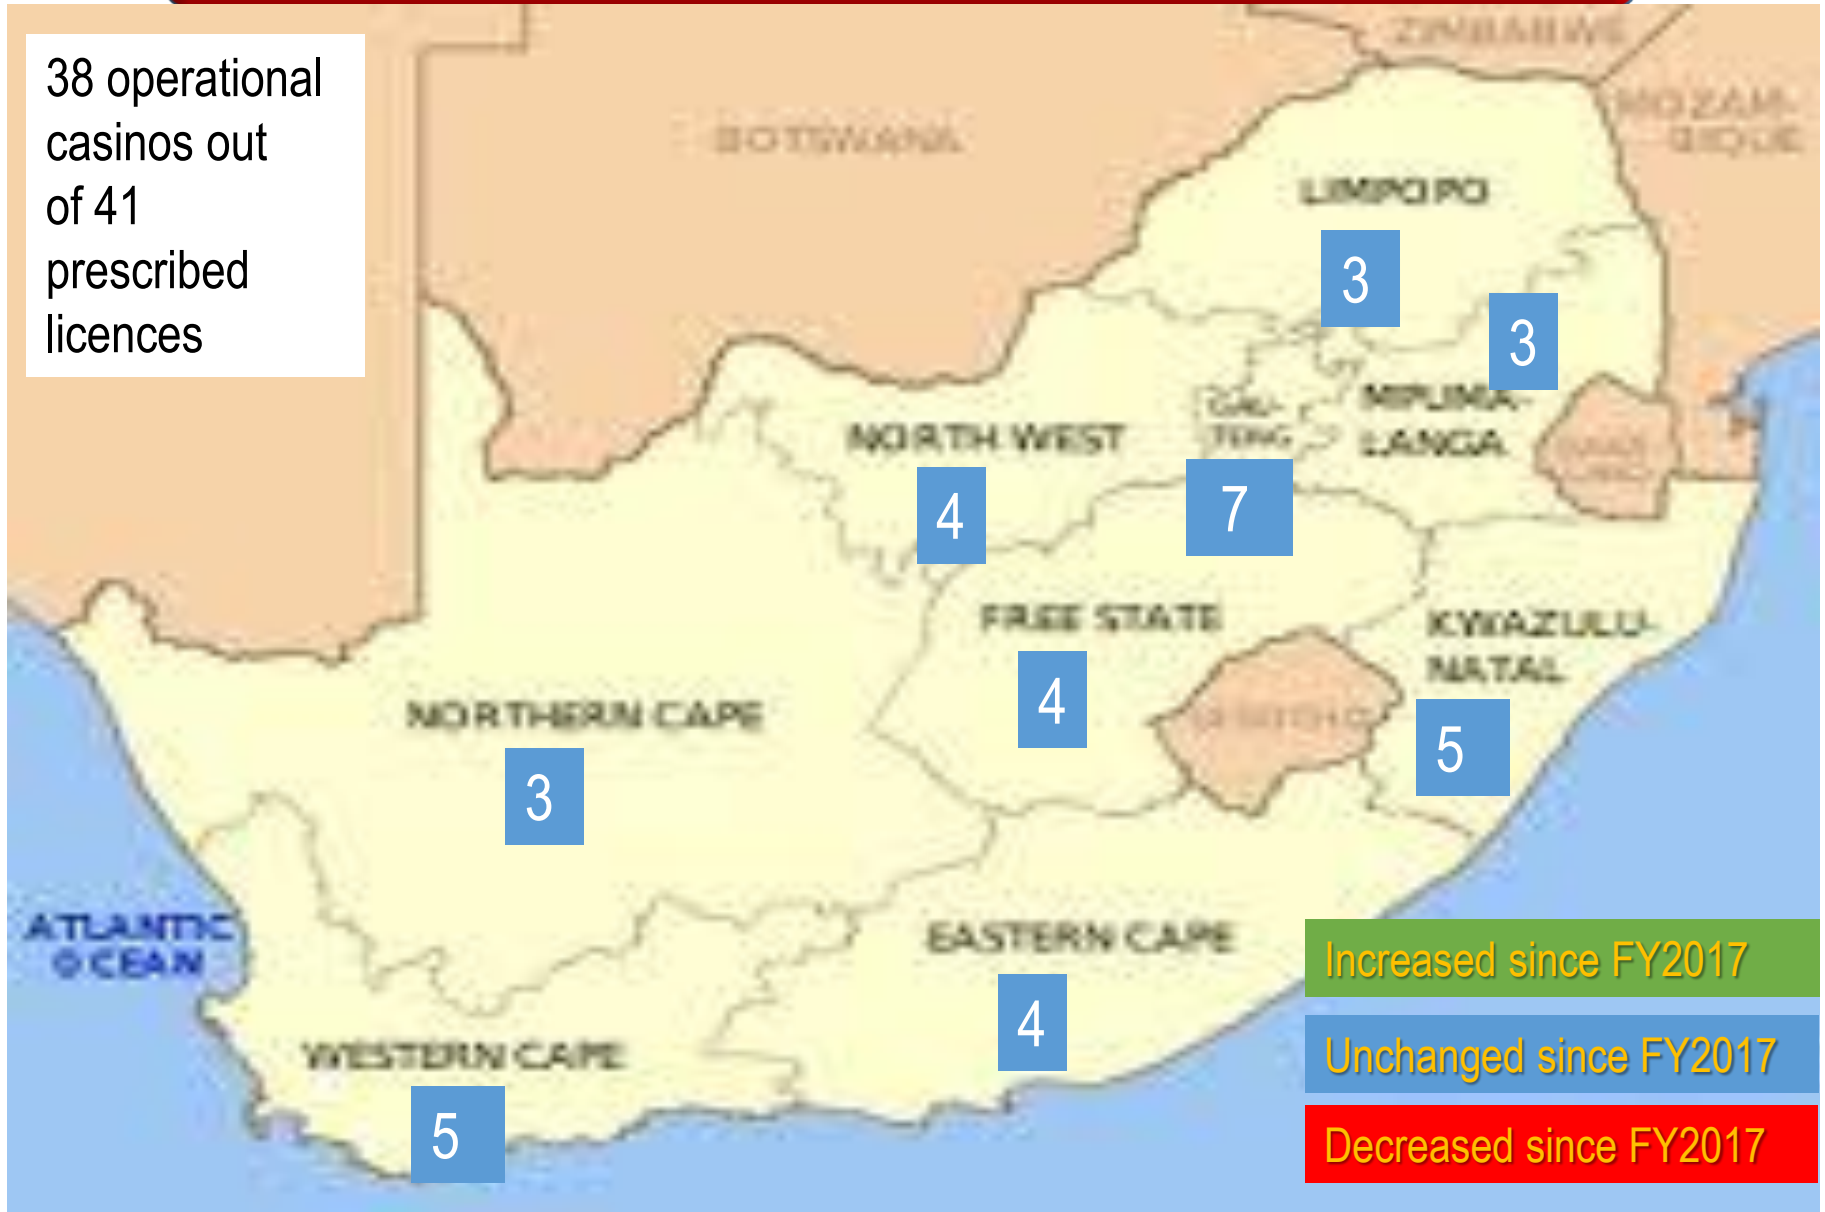 38 operational
casinos out
of 41
prescribed
licences
ZIMBABWE
MOZAM-
BIQUE
BOTSWANA
LIMPOPO
3
3
MPUMA-
LANGA
GAU-
TENG
NORTH WEST
4
7
FREE STATE
4
KWAZULU-
NATAL
5
LESOTHO
NORTHERN CAPE
3
ATLANTIC
OCEAN
EASTERN CAPE
4
WESTERN CAPE
5
Increased since FY2017
Unchanged since FY2017
Decreased since FY2017